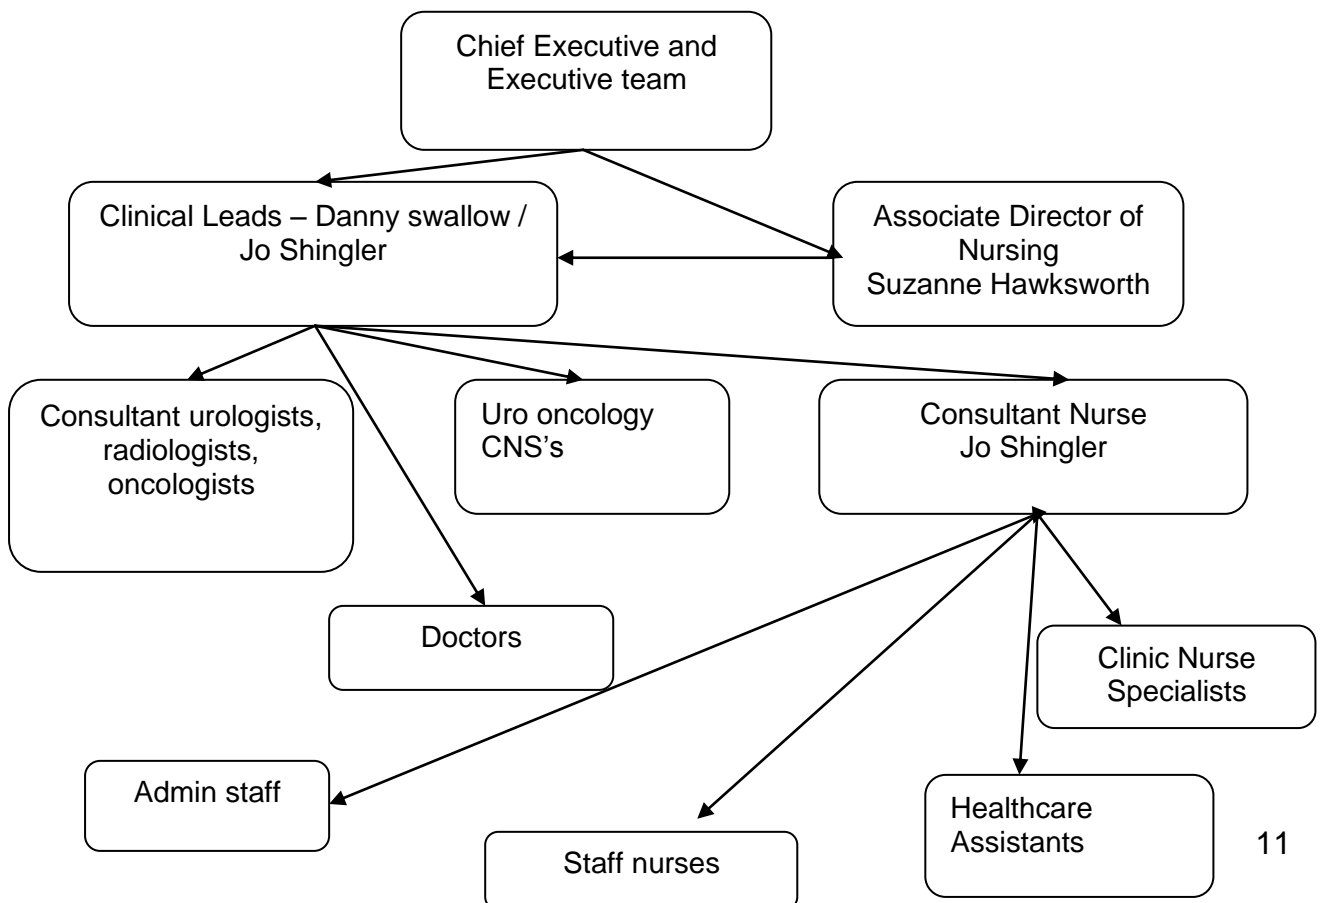 Chief Executive and
Executive team
Clinical Leads – Danny swallow /
Jo Shingler
Associate Director of
Nursing
Suzanne Hawksworth
Consultant urologists,
radiologists,
oncologists
Uro oncology
CNS’s
Consultant Nurse
Jo Shingler
Doctors
Clinic Nurse
Specialists
Admin staff
Staff nurses
Healthcare
Assistants
11